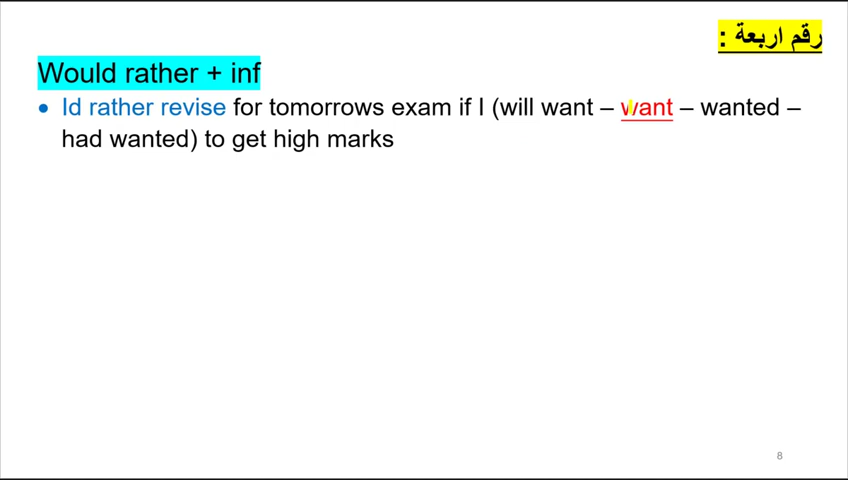 رقم اربعة :
Would rather + inf
• Id rather revise for tomorrows exam if I (will want – want – wanted –
had wanted) to get high marks
8